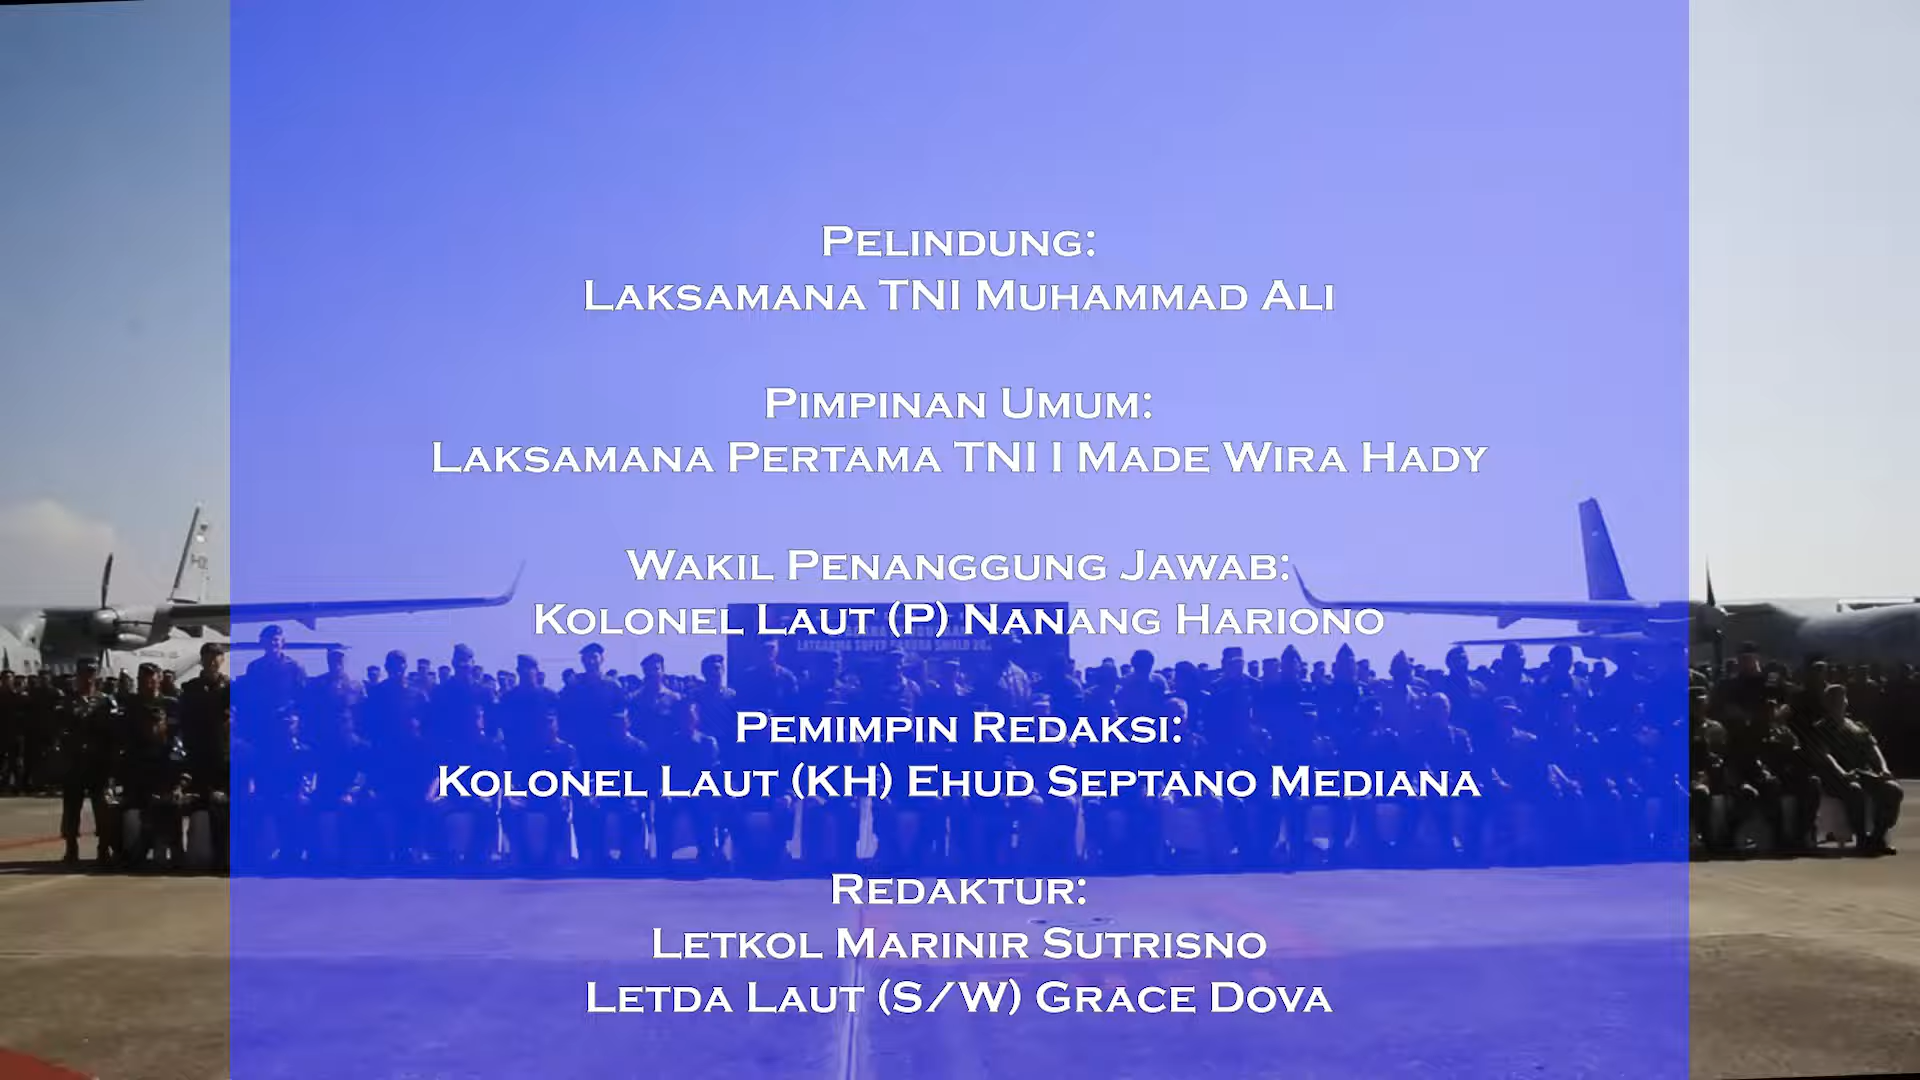 Pelindung:
Laksamana TNI Muhammad Ali
Pimpinan Umum:
Laksamana Pertama TNI I Made Wira Hady
Wakil Penanggung Jawab:
Kolonel Laut (P) Nanang Hariono
Pemimpin Redaksi:
Kolonel Laut (KH) Ehud Septano Mediana
Redaktur:
Letkol Marinir Sutrisno
Letda Laut (S/W) Grace Dova